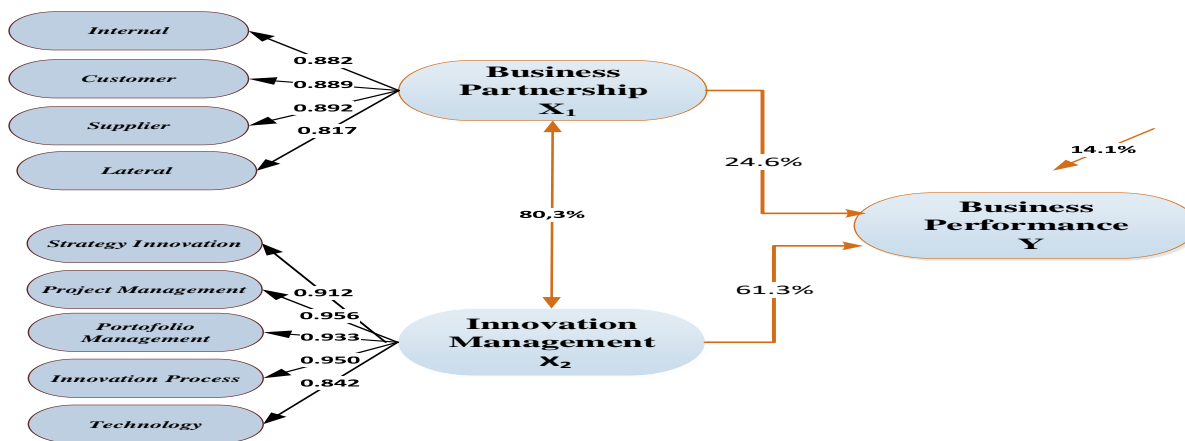 Internal
Customer
Supplier
Lateral
0.882
0.889
0.892
0.817
Business
Partnership
X₁
24.6%
14.1%
80,3%
Business
Performance
Y
Strategy Innovation
Project Management
Portofolio
Management
Innovation Process
Technology
0.912
0.956
0.933
0.950
0.842
Innovation
Management
X₂
61.3%